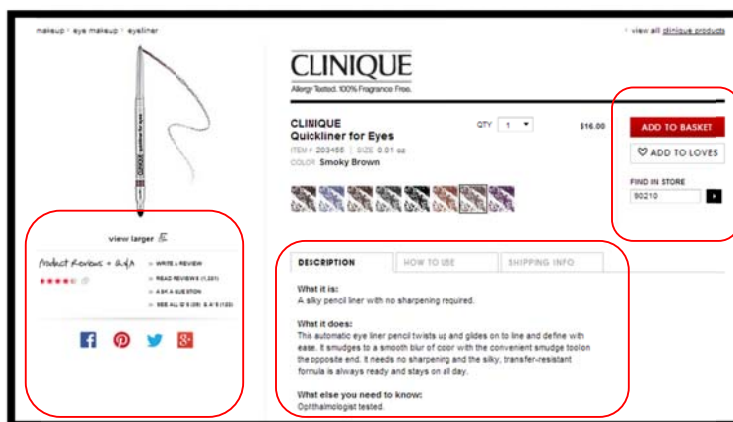 makeup › eye makeup › eyeliner
› view all clinique products
CLINIQUE
Allergy Tested. 100% Fragrance Free.
CLINIQUE
Quickliner for Eyes
QTY 1
$16.00
ITEM # 203455 | SIZE 0.01 oz
COLOR Smoky Brown
ADD TO BASKET
ADD TO LOVES
FIND IN STORE
90210
CLINIQUE
view larger
Product Reviews + Q&A
WRITE A REVIEW
READ REVIEWS
ASK A QUESTION
SEE ALL
DESCRIPTION
HOW TO USE
SHIPPING INFO
What it is:
A silky pencil liner with no sharpening required.
What it does:
This automatic eye liner pencil twists up and glides on to line and define with
ease. It smudges to a smooth blur of color with the convenient smudge tool on
the opposite end. It needs no sharpening and the silky, transfer-resistant
formula is always ready and stays on all day.
What else you need to know:
Opthalmologist tested.